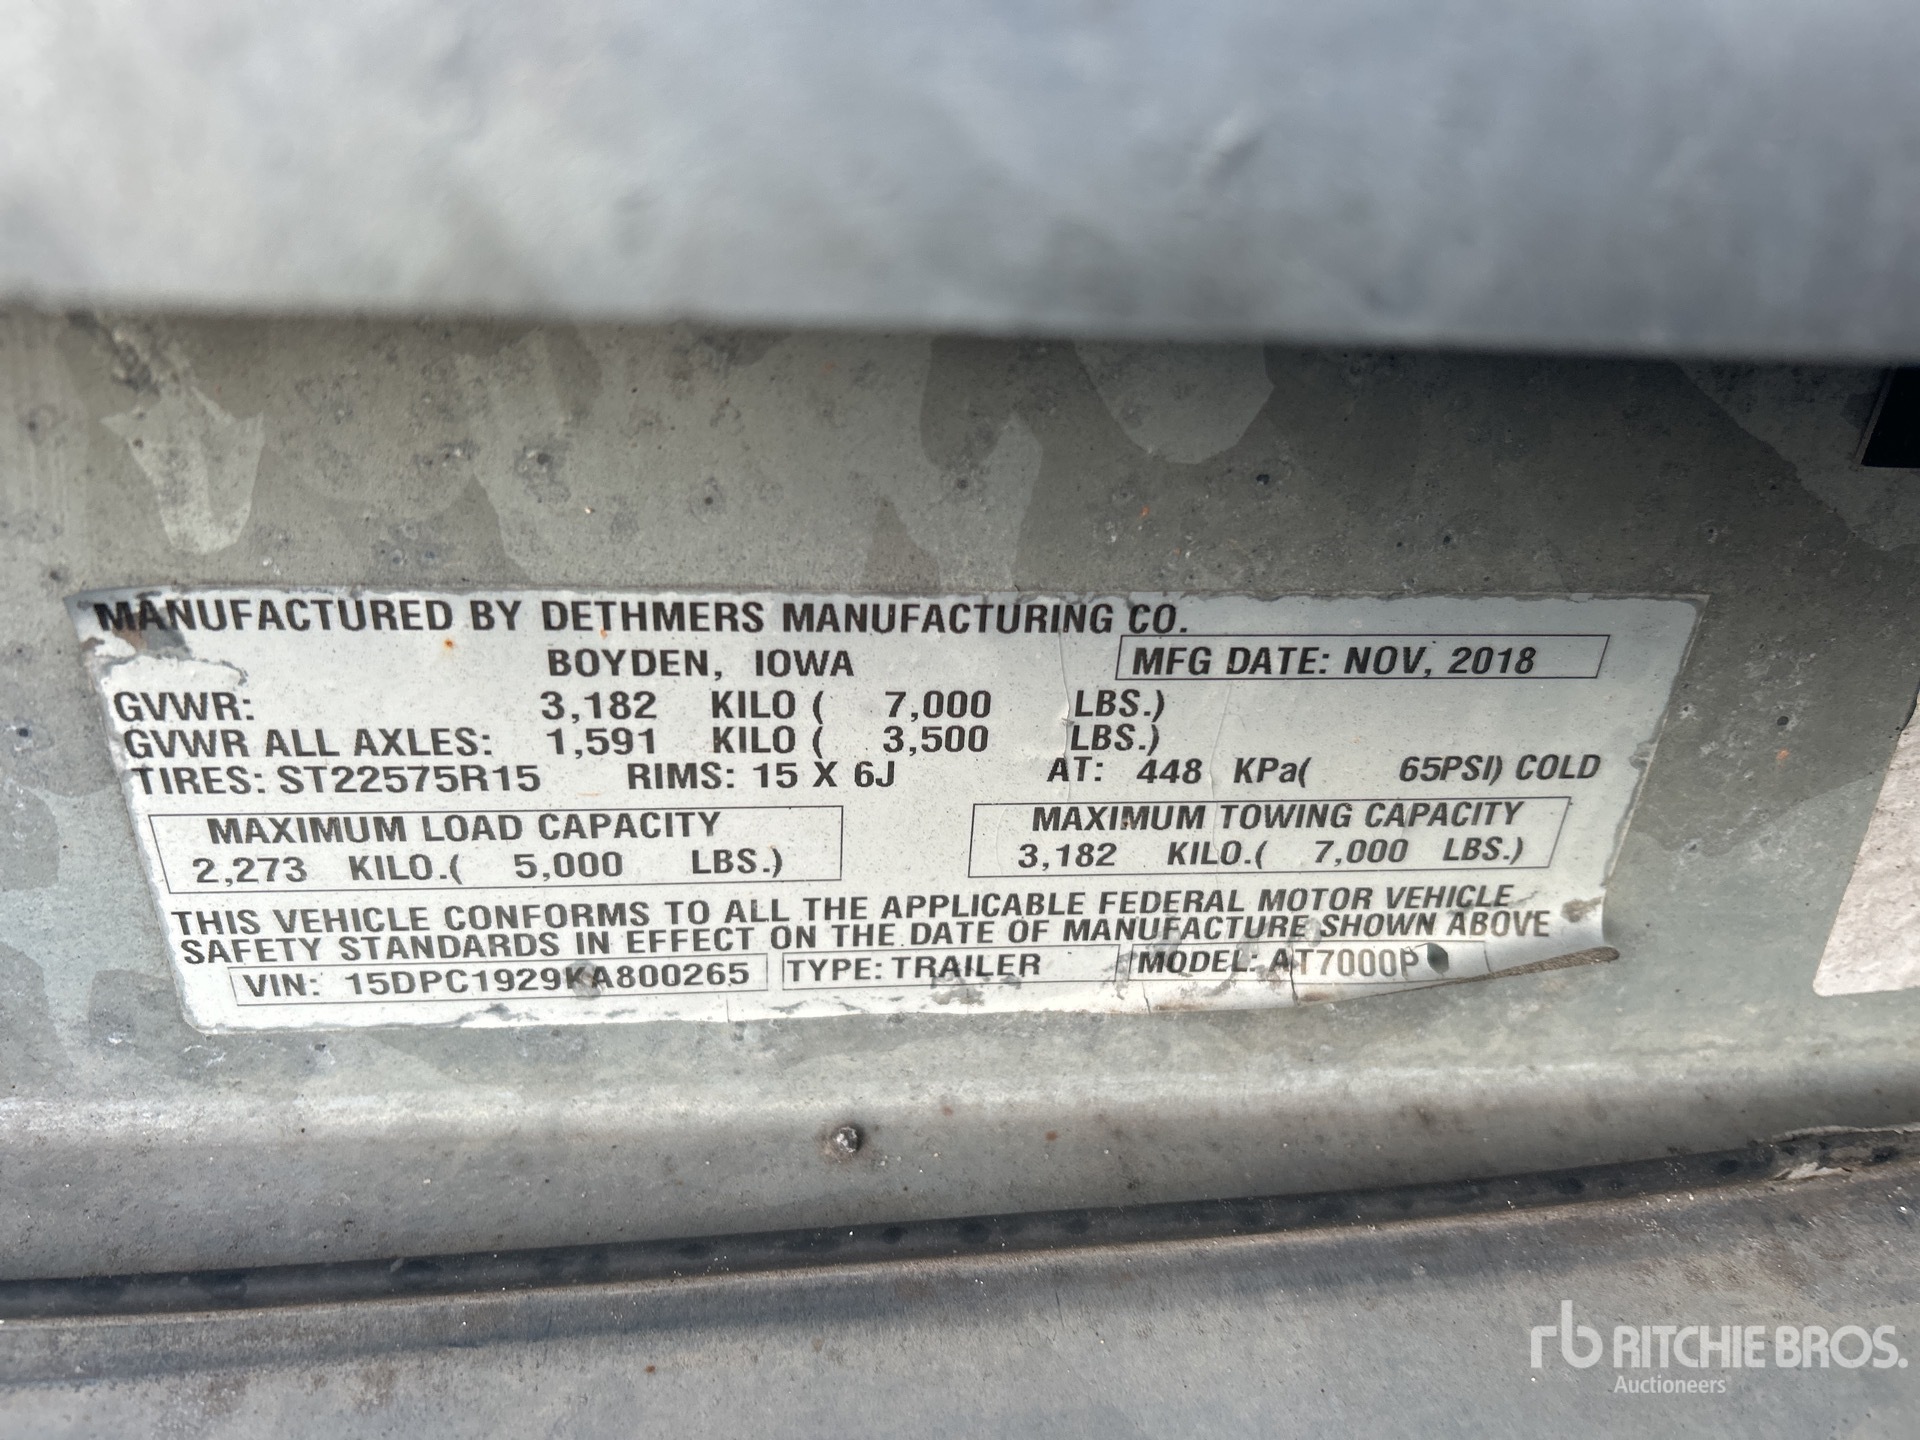 MANUFACTURED BY DETHMERS MANUFACTURING CO.
BOYDEN, IOWA MFG DATE: NOV, 2018
GVWR: 3,182 KILO ( 7,000 LBS.)
GVWR ALL AXLES: 1,591 KILO ( 3,500 LBS.)
TIRES: ST22575R15 RIMS: 15 X 6J AT: 448 KPa( 65PSI) COLD
MAXIMUM LOAD CAPACITY
2,273 KILO.( 5,000 LBS.)
MAXIMUM TOWING CAPACITY
3,182 KILO.( 7,000 LBS.)
THIS VEHICLE CONFORMS TO ALL THE APPLICABLE FEDERAL MOTOR VEHICLE
SAFETY STANDARDS IN EFFECT ON THE DATE OF MANUFACTURE SHOWN ABOVE
VIN: 15DPC1929KA800265 TYPE: TRAILER MODEL: AT7000P
rb RITCHIE BROS.
Auctioneers